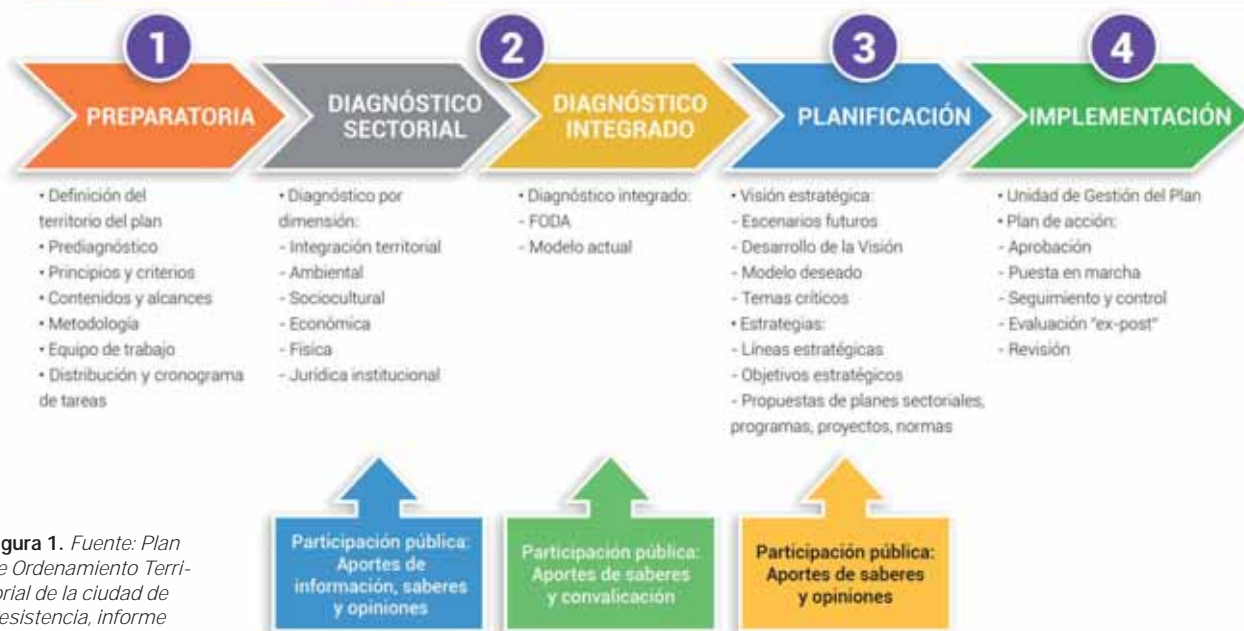 1
2
3
4
PREPARATORIA
DIAGNÓSTICO
SECTORIAL
DIAGNÓSTICO
INTEGRADO
PLANIFICACIÓN
IMPLEMENTACIÓN
• Definición del
territorio del plan
• Prediagnóstico
• Principios y criterios
• Contenidos y alcances
• Metodología
• Equipo de trabajo
• Distribución y cronograma
de tareas
• Diagnóstico por
dimensión:
- Integración territorial
- Ambiental
- Sociocultural
- Económica
- Física
- Jurídica institucional
• Diagnóstico integrado:
- FODA
- Modelo actual
• Visión estratégica:
- Escenarios futuros
- Desarrollo de la Visión
- Modelo deseado
- Temas críticos
• Estrategias:
- Líneas estratégicas
- Objetivos estratégicos
- Propuestas de planes sectoriales,
programas, proyectos, normas
• Unidad de Gestión del Plan
• Plan de acción:
- Aprobación
- Puesta en marcha
- Seguimiento y control
- Evaluación "ex-post"
- Revisión
Participación pública:
Aportes de
información, saberes
y opiniones
Participación pública:
Aportes de saberes
y convalicación
Participación pública:
Aportes de saberes
y opiniones
gura 1. Fuente: Plan
e Ordenamiento Terri-
orial de la ciudad de
esistencia, informe